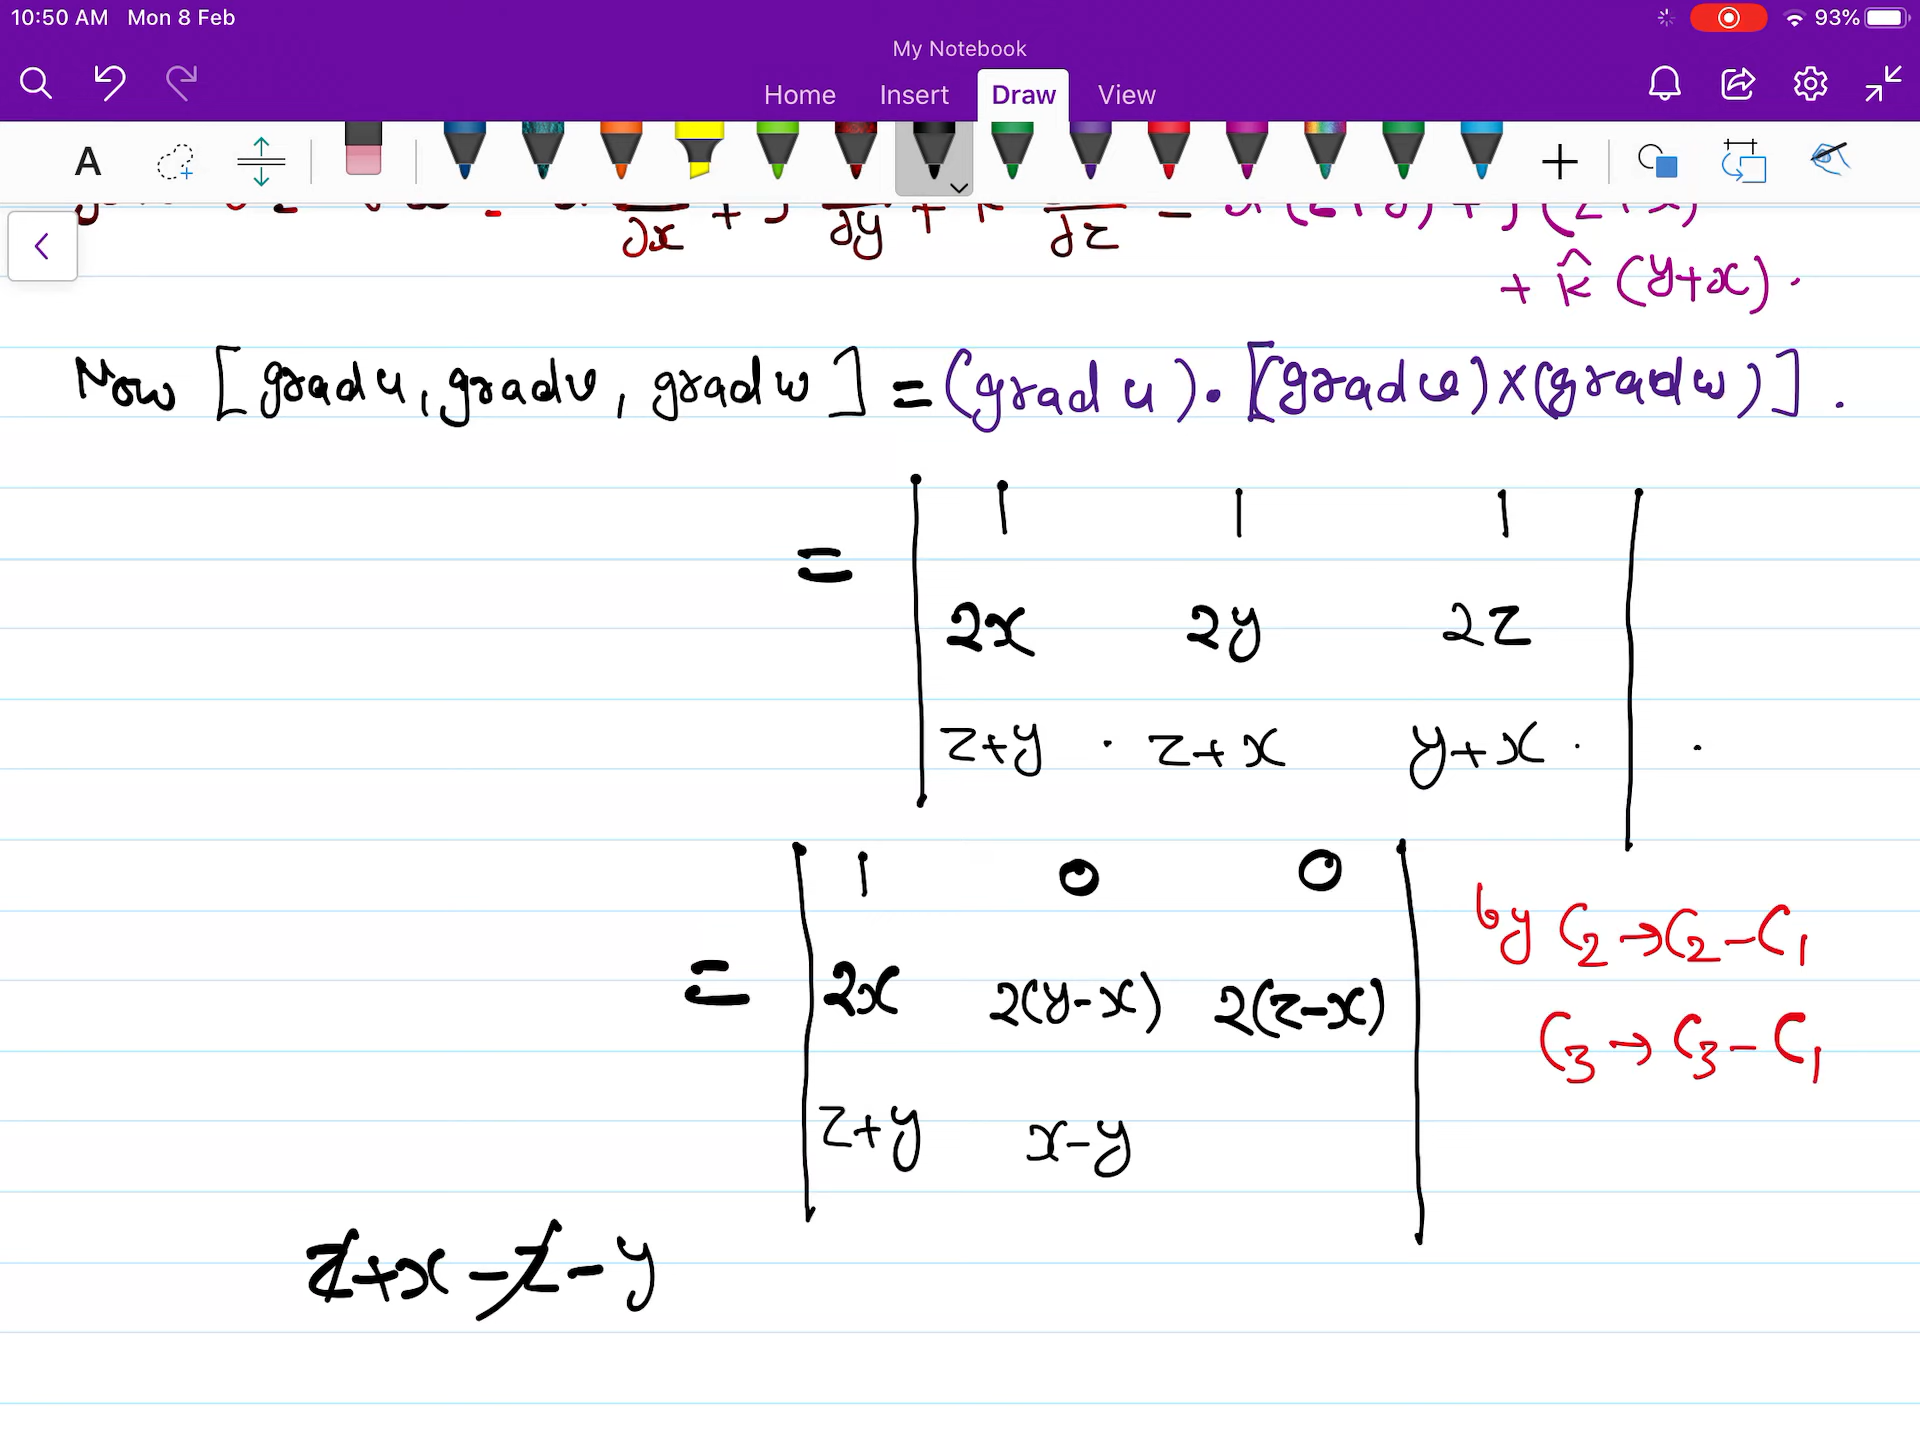 10:50 AM Mon 8 Feb 93%
My Notebook
Home Insert Draw View
A
∂x + ∂y + ∂z =
+ k̂ (y+x) .
Now [grad u, grad v, grad w] = (grad u) . [(grad v) × (grad w)] .
= | 1 1 1 |
2x 2y 2z
z+y . z+x y+x . .
| 1 0 0 | by C2 → C2 – C1
= 2x 2(y-x) 2(z-x)
C3 → C3 – C1
z+y x-y
z+x – z – y